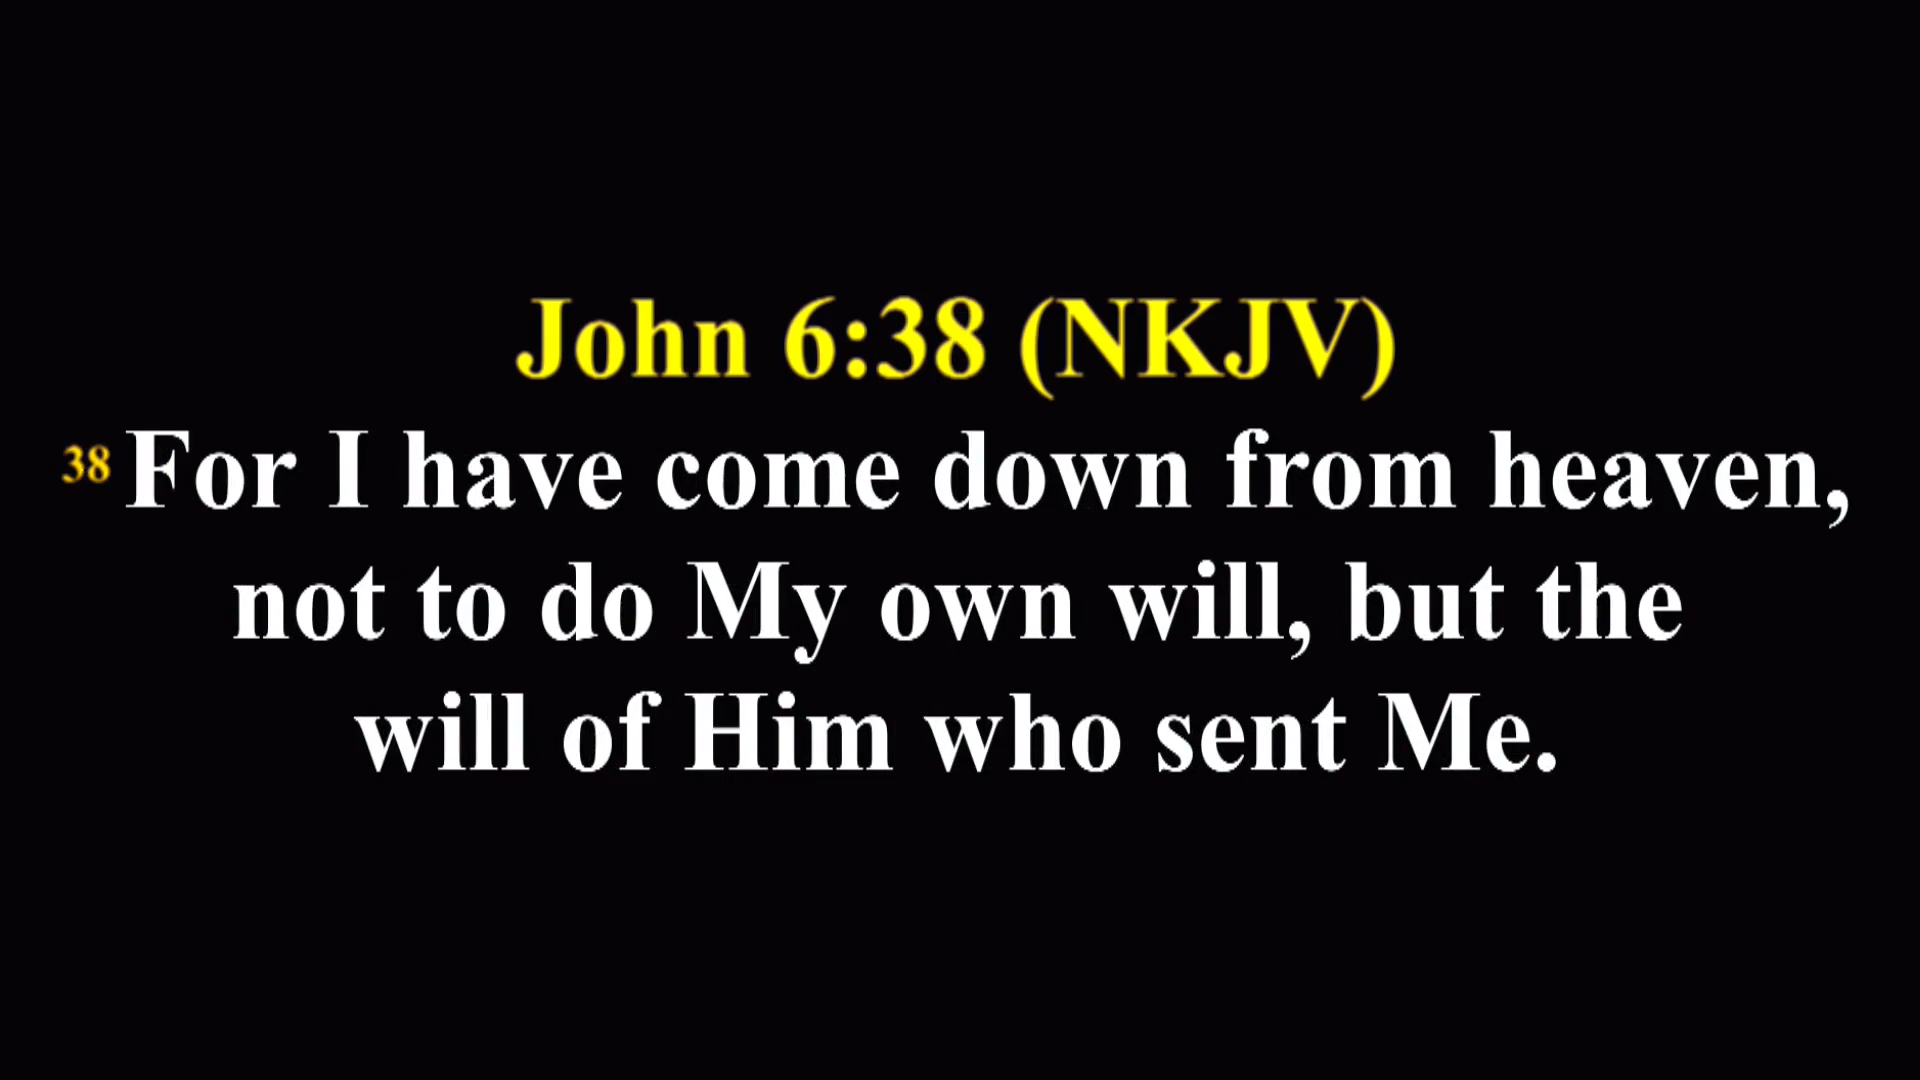 John 6:38 (NKJV)
38 For I have come down from heaven,
not to do My own will, but the
will of Him who sent Me.